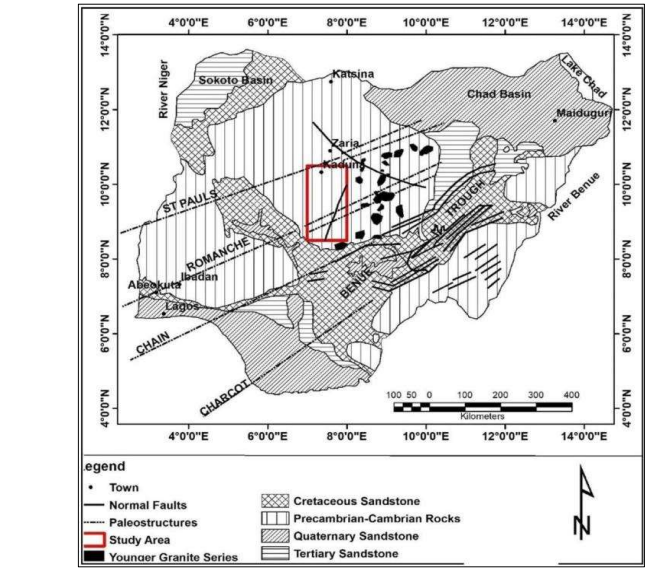 4°0'0"E 6°0'0"E 8°0'0"E 10°0'0"E 12°0'0"E 14°0'0"E
14°0'0"N 14°0'0"N
12°0'0"N 12°0'0"N
10°0'0"N 10°0'0"N
8°0'0"N 8°0'0"N
6°0'0"N 6°0'0"N
4°0'0"N 4°0'0"N
River Niger
Sokoto Basin
Katsina
Lake Chad
Chad Basin
Maiduguri
Zaria
Kaduna
ST PAULS
TROUGH
River Benue
ROMANCHE
Ibadan
Abeokuta
BENUE
Lagos
CHAIN
CHARCOT
100 50 0 100 200 300 400
Kilometers
4°0'0"E 6°0'0"E 8°0'0"E 10°0'0"E 12°0'0"E 14°0'0"E
.egend
Town
Normal Faults
Paleostructures
Study Area
Younger Granite Series
Cretaceous Sandstone
Precambrian-Cambrian Rocks
Quaternary Sandstone
Tertiary Sandstone
N